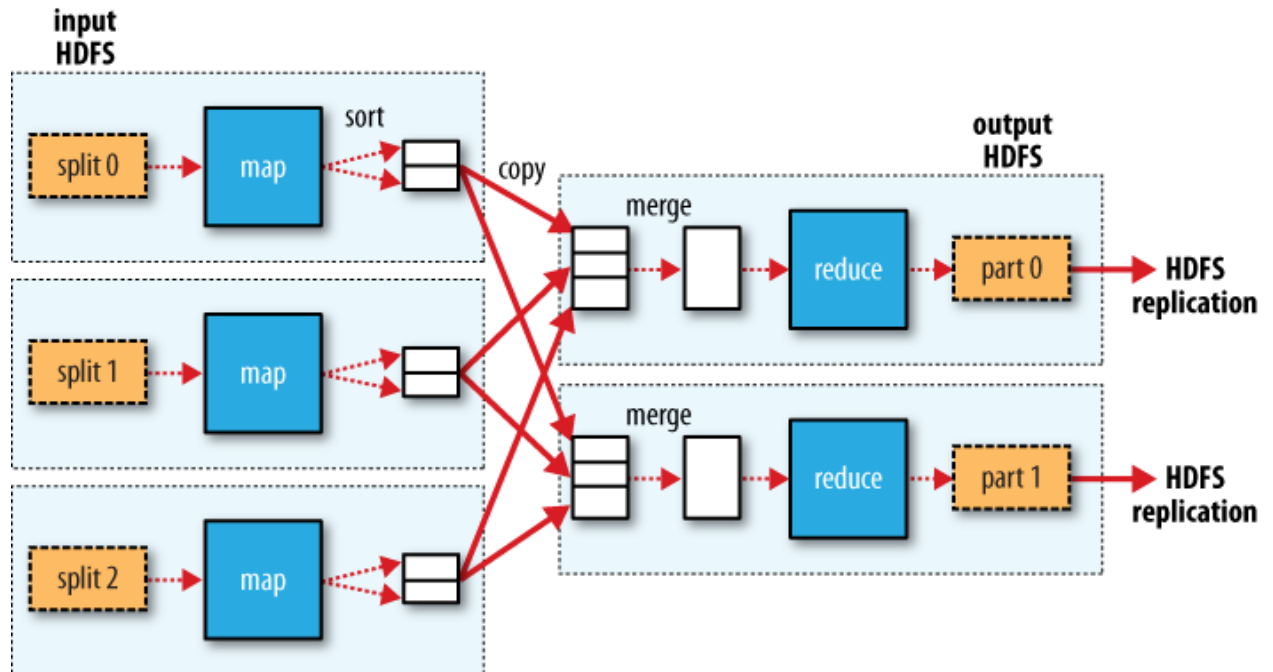 input
HDFS
split 0
map
sort
copy
split 1
map
split 2
map
output
HDFS
merge
reduce
part 0
HDFS
replication
merge
reduce
part 1
HDFS
replication